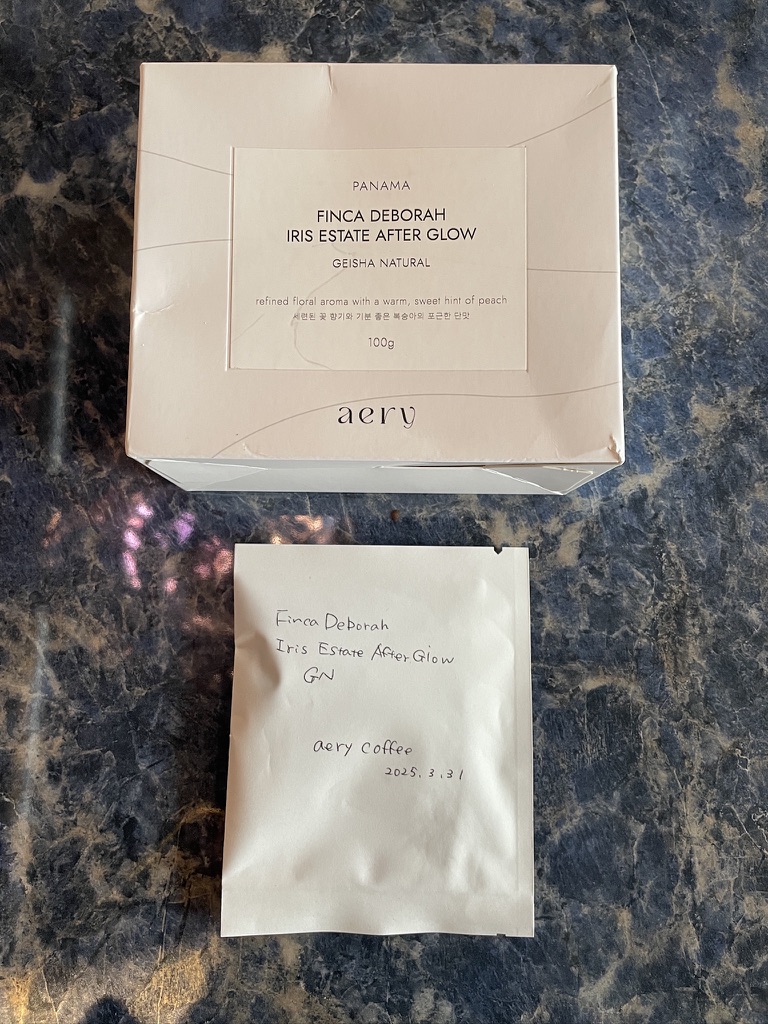 PANAMA
FINCA DEBORAH
IRIS ESTATE AFTER GLOW
GEISHA NATURAL
refined floral aroma with a warm, sweet hint of peach
세련된 꽃 향기와 기분 좋은 복숭아의 포근한 단맛
100g
aery
Finca Deborah
Iris Estate After Glow
GN
aery coffee
2025.3.31